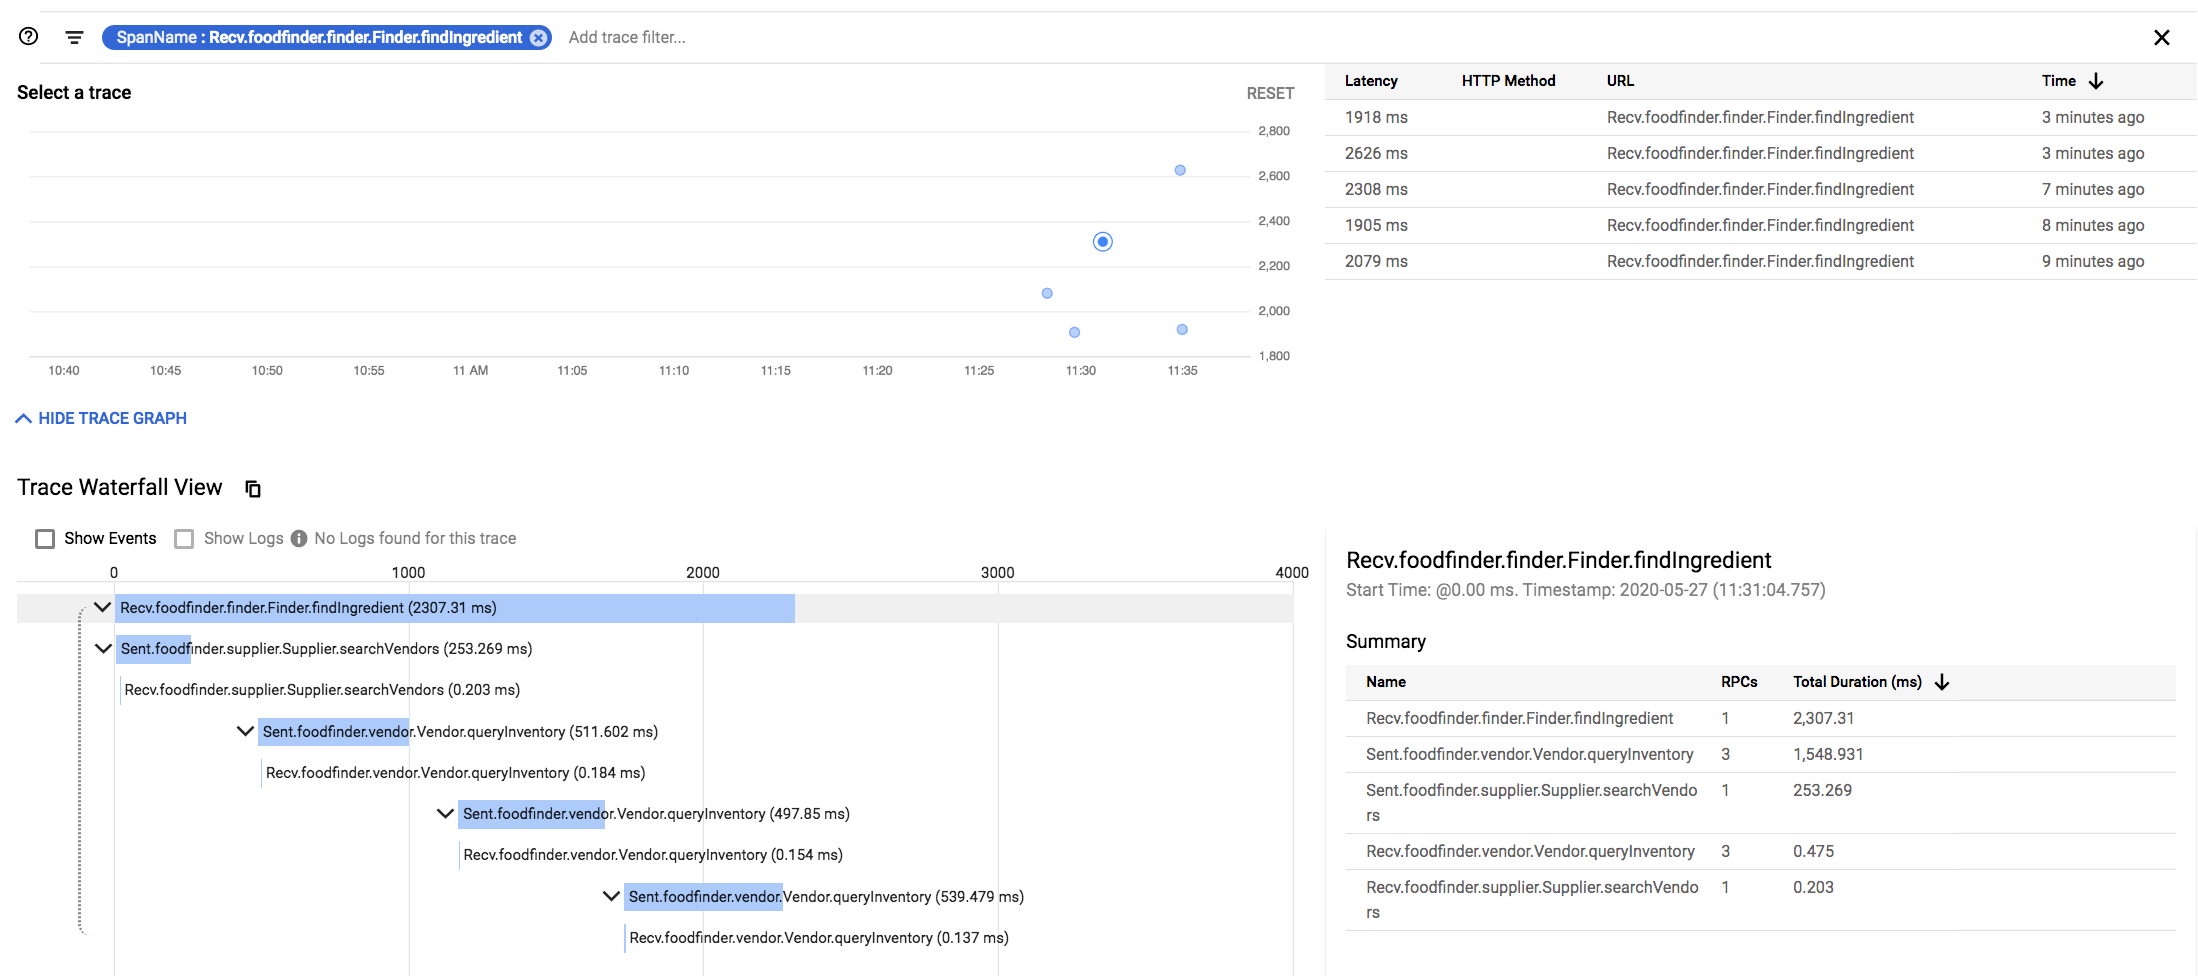 SpanName : Recv.foodfinder.finder.Finder.findIngredient
Add trace filter...
Select a trace
RESET
2,800
2,600
2,400
2,200
2,000
1,800
10:40 10:45 10:50 10:55 11 AM 11:05 11:10 11:15 11:20 11:25 11:30 11:35
Latency HTTP Method URL Time
1918 ms Recv.foodfinder.finder.Finder.findIngredient 3 minutes ago
2626 ms Recv.foodfinder.finder.Finder.findIngredient 3 minutes ago
2308 ms Recv.foodfinder.finder.Finder.findIngredient 7 minutes ago
1905 ms Recv.foodfinder.finder.Finder.findIngredient 8 minutes ago
2079 ms Recv.foodfinder.finder.Finder.findIngredient 9 minutes ago
HIDE TRACE GRAPH
Trace Waterfall View
Show Events Show Logs No Logs found for this trace
0 1000 2000 3000 4000
Recv.foodfinder.finder.Finder.findIngredient (2307.31 ms)
Sent.foodfinder.supplier.Supplier.searchVendors (253.269 ms)
Recv.foodfinder.supplier.Supplier.searchVendors (0.203 ms)
Sent.foodfinder.vendor.Vendor.queryInventory (511.602 ms)
Recv.foodfinder.vendor.Vendor.queryInventory (0.184 ms)
Sent.foodfinder.vendor.Vendor.queryInventory (497.85 ms)
Recv.foodfinder.vendor.Vendor.queryInventory (0.154 ms)
Sent.foodfinder.vendor.Vendor.queryInventory (539.479 ms)
Recv.foodfinder.vendor.Vendor.queryInventory (0.137 ms)
Recv.foodfinder.finder.Finder.findIngredient
Start Time: @0.00 ms. Timestamp: 2020-05-27 (11:31:04.757)
Summary
Name RPCs Total Duration (ms)
Recv.foodfinder.finder.Finder.findIngredient 1 2,307.31
Sent.foodfinder.vendor.Vendor.queryInventory 3 1,548.931
Sent.foodfinder.supplier.Supplier.searchVendo 1 253.269
rs
Recv.foodfinder.vendor.Vendor.queryInventory 3 0.475
Recv.foodfinder.supplier.Supplier.searchVendo 1 0.203
rs